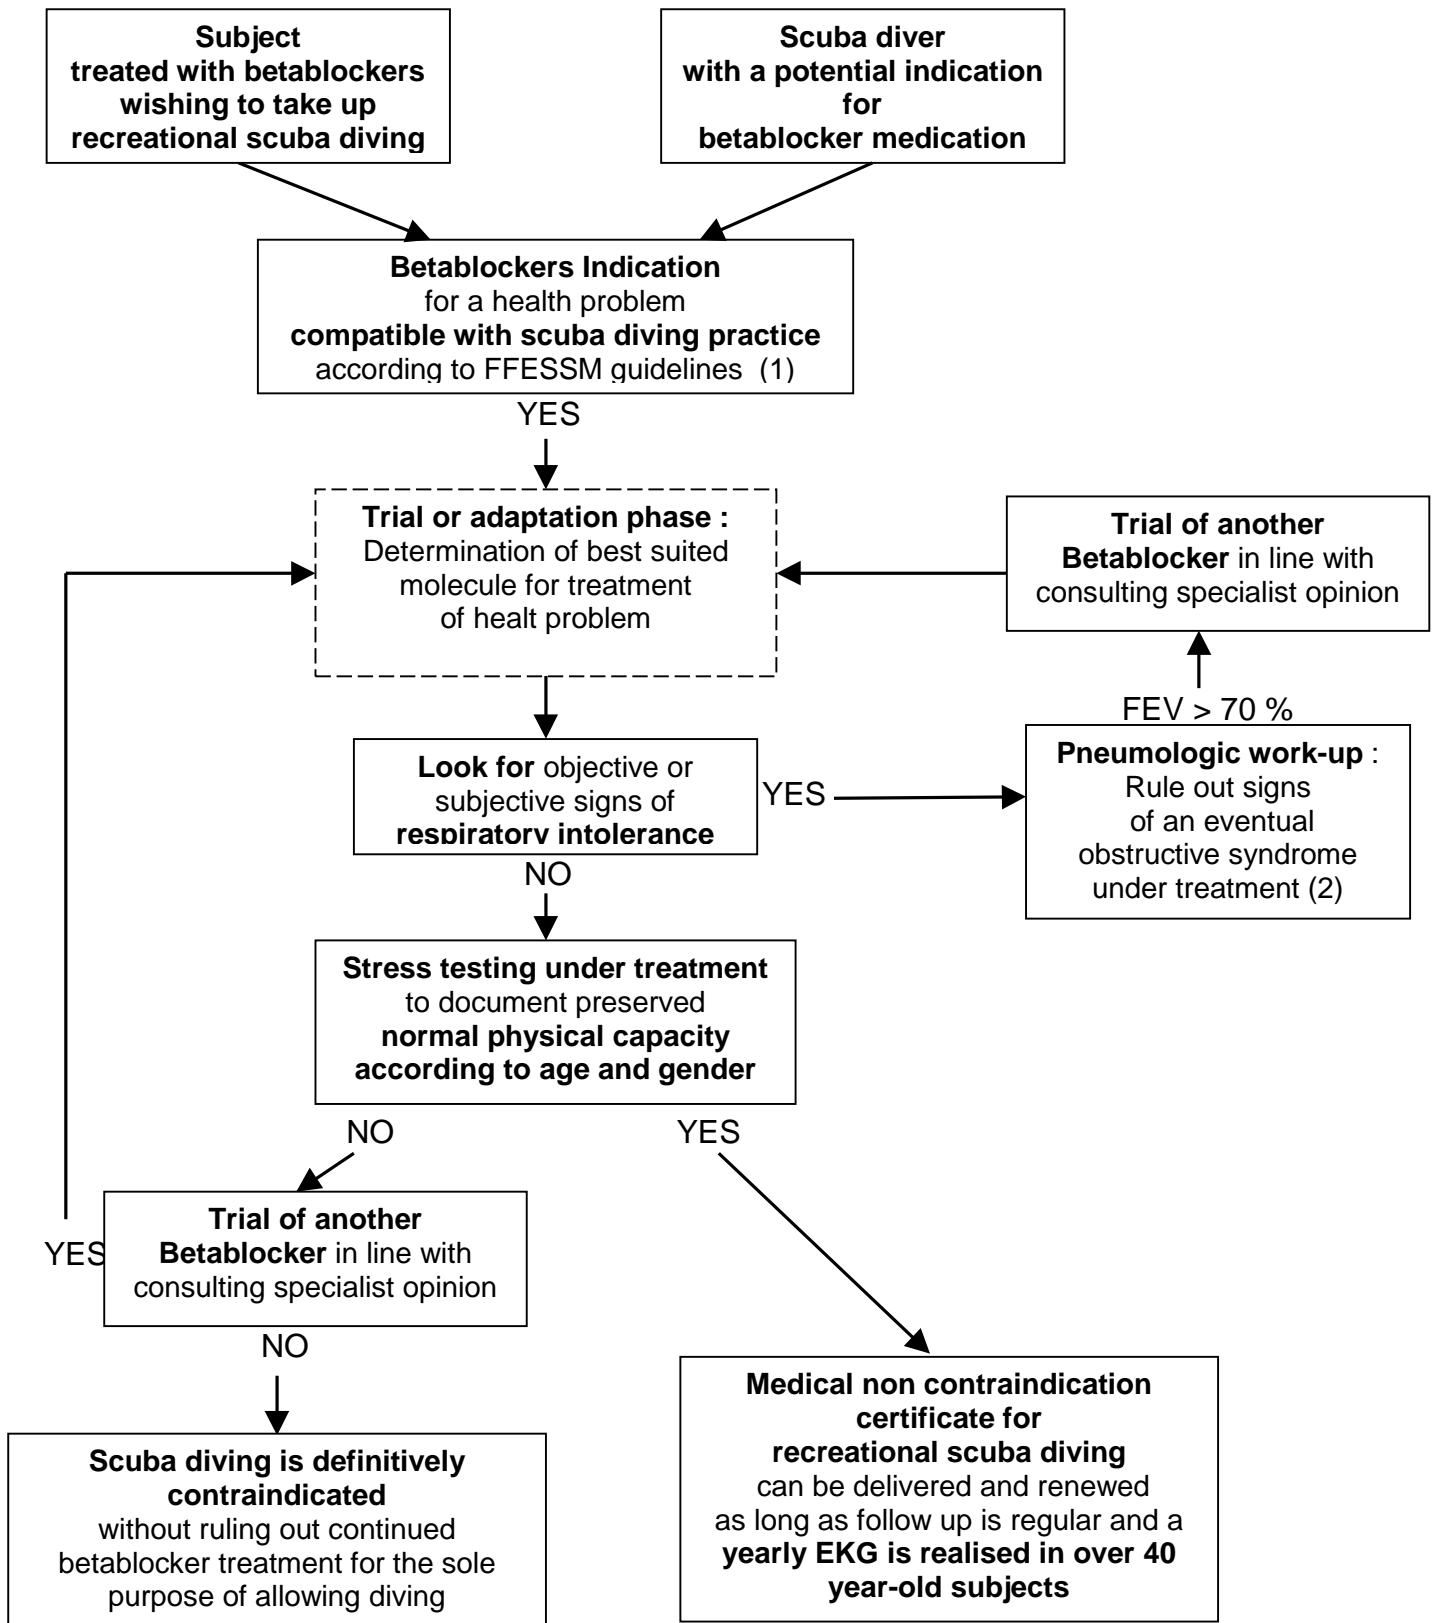 Subject
treated with betablockers
wishing to take up
recreational scuba diving
Scuba diver
with a potential indication
for
betablocker medication
Betablockers Indication
for a health problem
compatible with scuba diving practice
according to FFESSM guidelines (1)
YES
Trial or adaptation phase :
Determination of best suited
molecule for treatment
of healt problem
Trial of another
Betablocker in line with
consulting specialist opinion
FEV > 70 %
Pneumologic work-up :
Rule out signs
of an eventual
obstructive syndrome
under treatment (2)
Look for objective or
subjective signs of
respiratory intolerance
YES
NO
Stress testing under treatment
to document preserved
normal physical capacity
according to age and gender
NO
YES
Trial of another
Betablocker in line with
consulting specialist opinion
YES
NO
Scuba diving is definitively
contraindicated
without ruling out continued
betablocker treatment for the sole
purpose of allowing diving
Medical non contraindication
certificate for
recreational scuba diving
can be delivered and renewed
as long as follow up is regular and a
yearly EKG is realised in over 40
year-old subjects